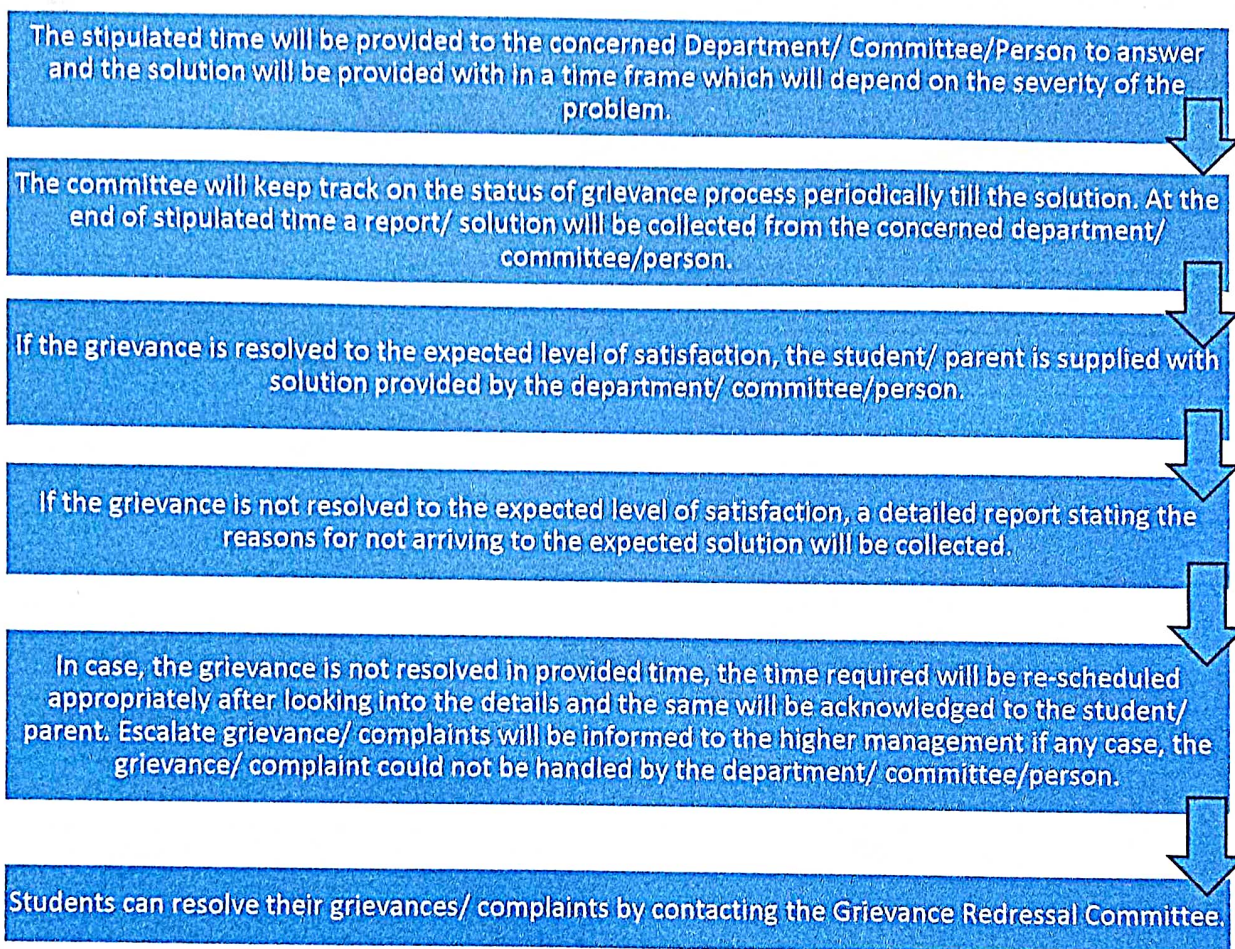 The stipulated time will be provided to the concerned Department/ Committee/Person to answer
and the solution will be provided with in a time frame which will depend on the severity of the
problem.
The committee will keep track on the status of grievance process periodically till the solution. At the
end of stipulated time a report/ solution will be collected from the concerned department/
committee/person.
If the grievance is resolved to the expected level of satisfaction, the student/ parent is supplied with
solution provided by the department/ committee/person.
If the grievance is not resolved to the expected level of satisfaction, a detailed report stating the
reasons for not arriving to the expected solution will be collected.
In case, the grievance is not resolved in provided time, the time required will be re-scheduled
appropriately after looking into the details and the same will be acknowledged to the student/
parent. Escalate grievance/ complaints will be informed to the higher management if any case, the
grievance/ complaint could not be handled by the department/ committee/person.
Students can resolve their grievances/ complaints by contacting the Grievance Redressal Committee.